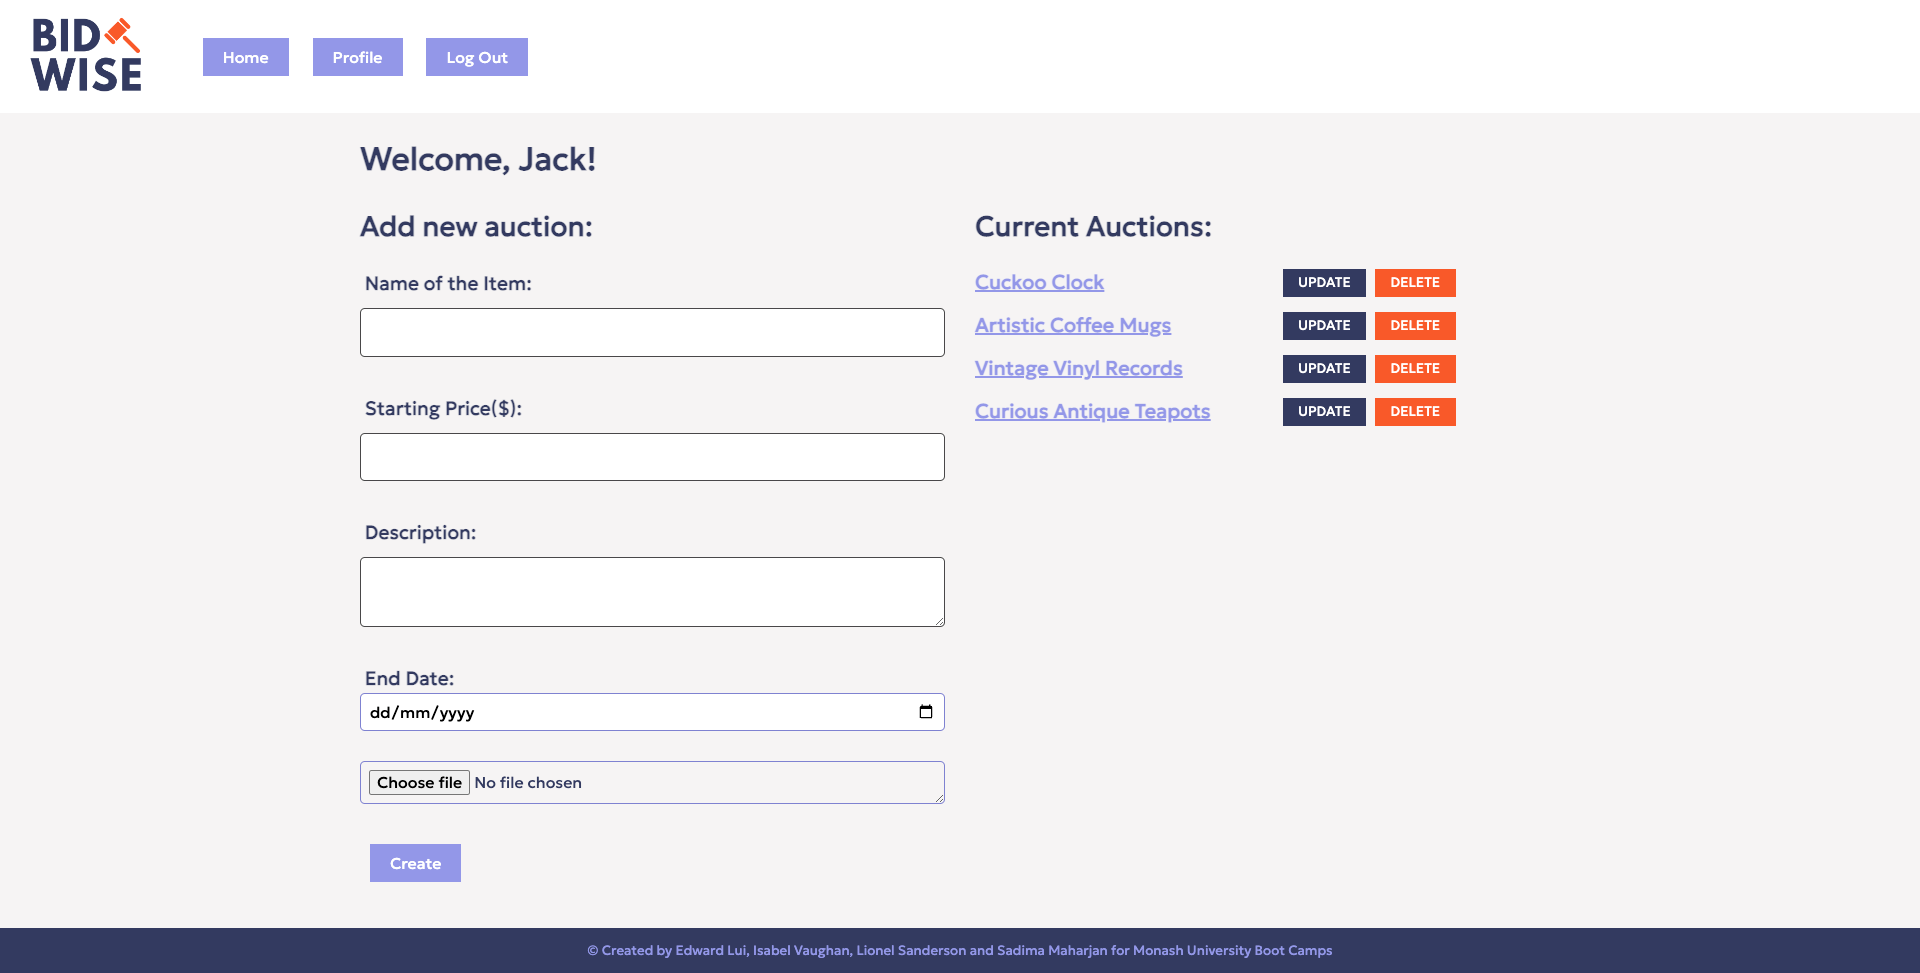 BID
WISE
Home
Profile
Log Out
Welcome, Jack!
Add new auction:
Name of the Item:
Starting Price($):
Description:
End Date:
dd/mm/yyyy
Choose file No file chosen
Create
Current Auctions:
Cuckoo Clock UPDATE DELETE
Artistic Coffee Mugs UPDATE DELETE
Vintage Vinyl Records UPDATE DELETE
Curious Antique Teapots UPDATE DELETE
© Created by Edward Lui, Isabel Vaughan, Lionel Sanderson and Sadima Maharjan for Monash University Boot Camps